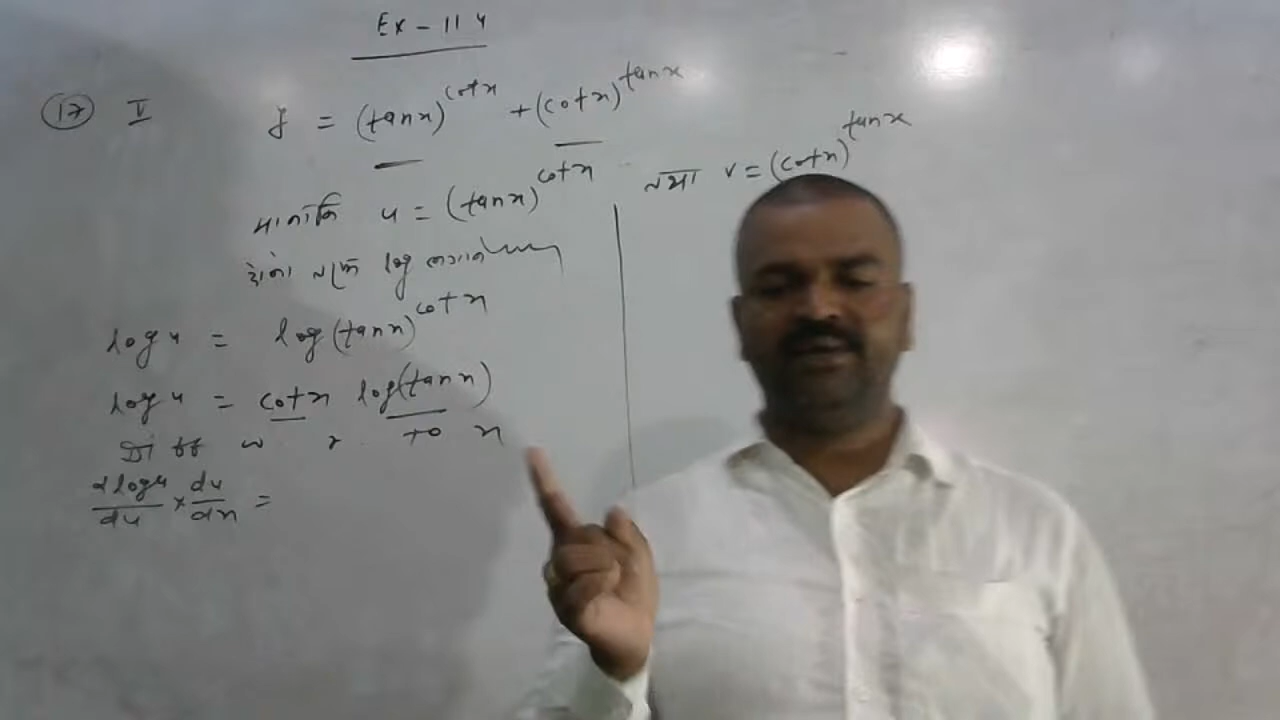 Ex - 11 4
(17) V y = (tanx)^cotx + (cotx)^tanx
मानाकि u = (tanx)^cotx तथा v = (cotx)^tanx
दोनो तरफ log लगाने पर
log u = log(tanx)^cotx
log u = cotx log(tanx)
Diff w r to x
dlogu/du × du/dx =